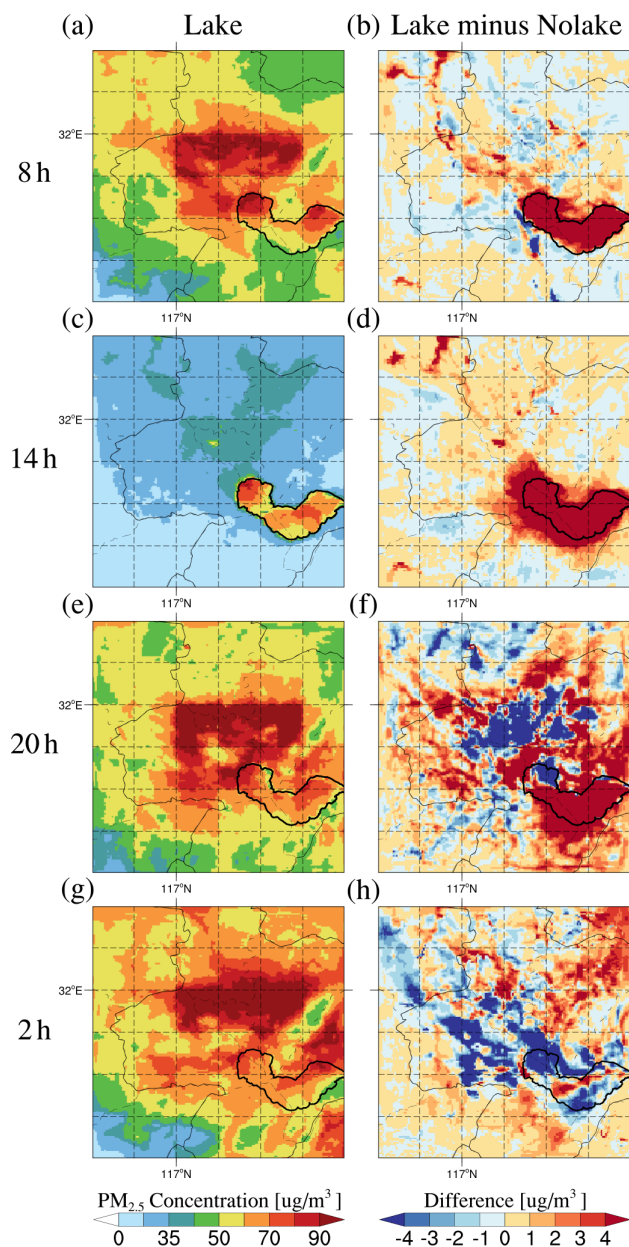 Lake Lake minus Nolake
(a) (b)
8 h
32°E
117°N 117°N
(c) (d)
14 h
32°E
117°N 117°N
(e) (f)
20 h
32°E
117°N 117°N
(g) (h)
2 h
32°E
117°N 117°N
PM2.5 Concentration [ug/m3 ] Difference [ug/m3]
0 35 60 90 -4 -3 -2 -1 0 1 2 3 4